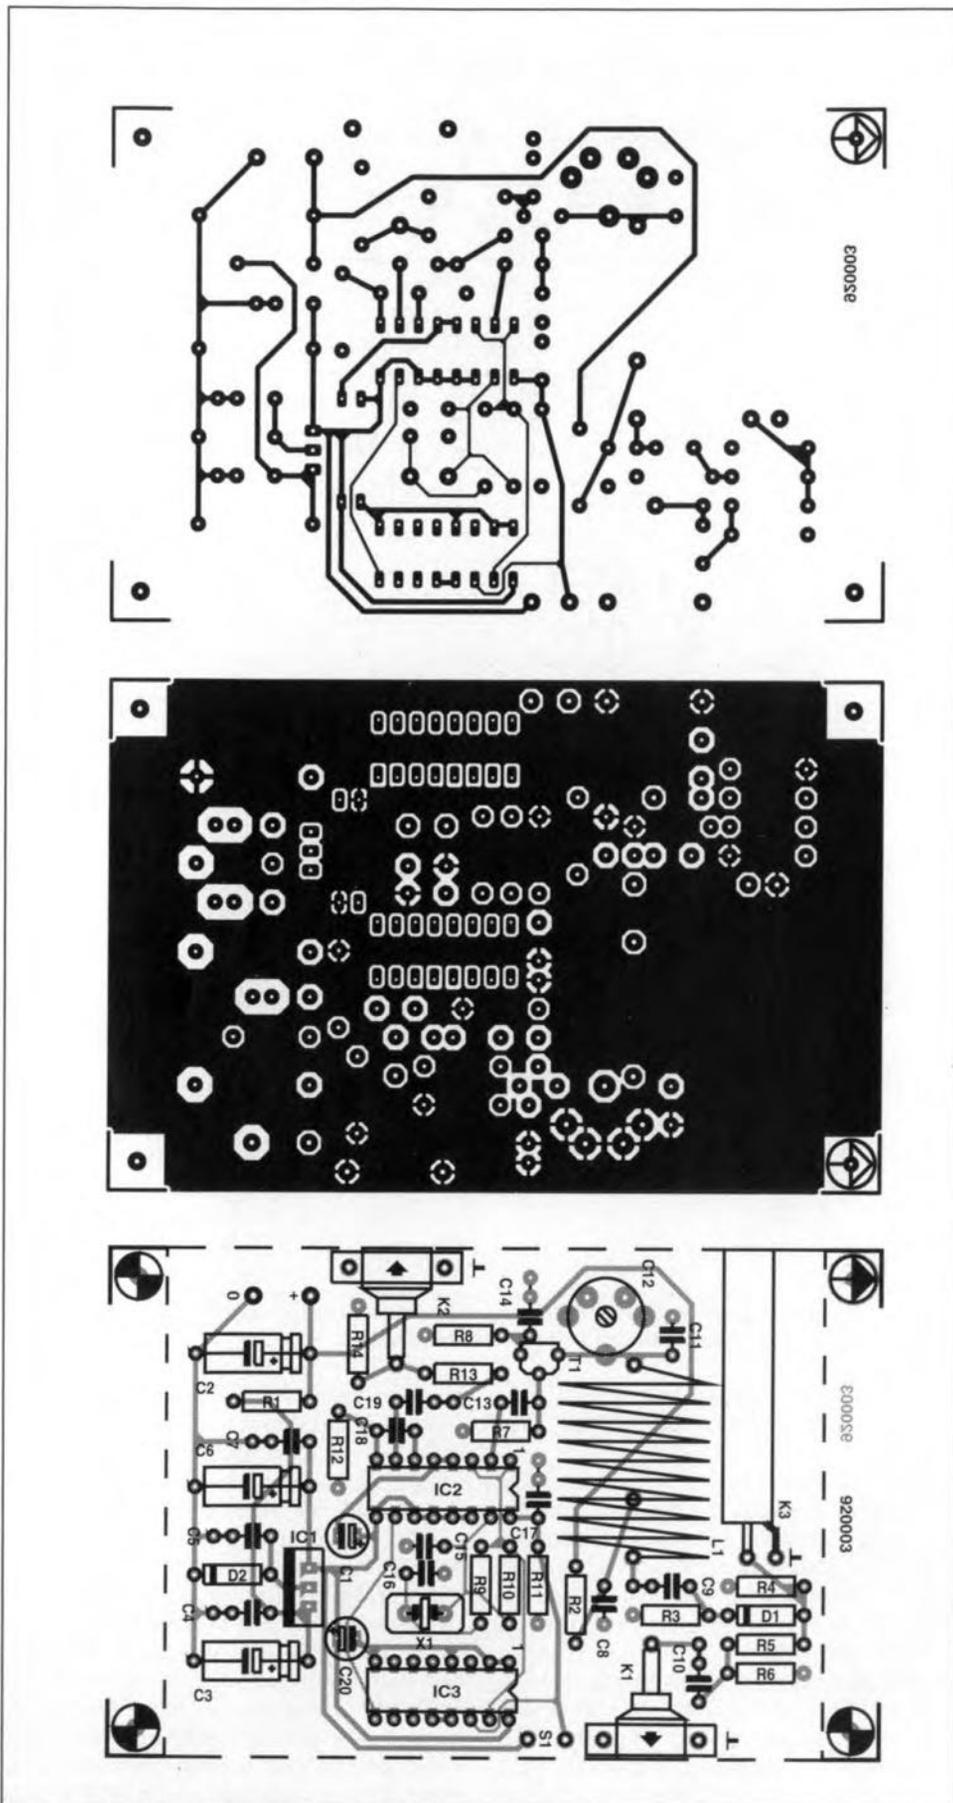 920003
K2
C14
C12
C11
0
+
R14
R8
T1
C2
R13
R1
C19
C13
C18
R7
920003
R12
C7
C6
1
IC2
920003
K3
C17
L1
C5
IC1
C1
C15
C16
D2
R9
R10
R11
R2
C9
R4
R3
D1
C4
X1
C8
R5
C20
1
K1
C10
R6
C3
IC3
S1